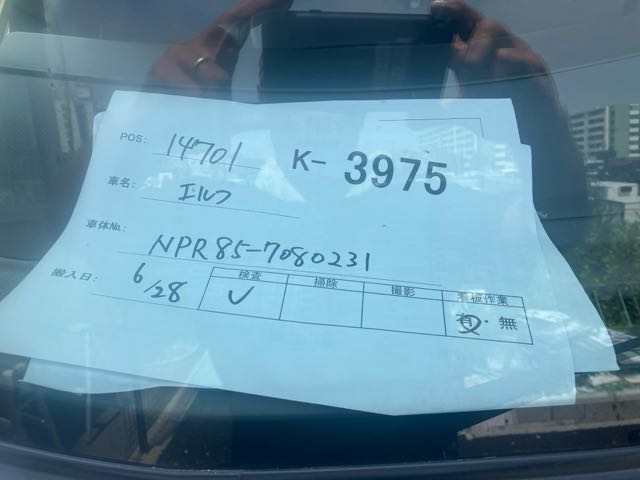 POS: 14701 K- 3975
車名: エルフ
車体No.: NPR85-7080231
搬入日: 6/28
検査 掃除 撮影 看板作業
✓ 有・無